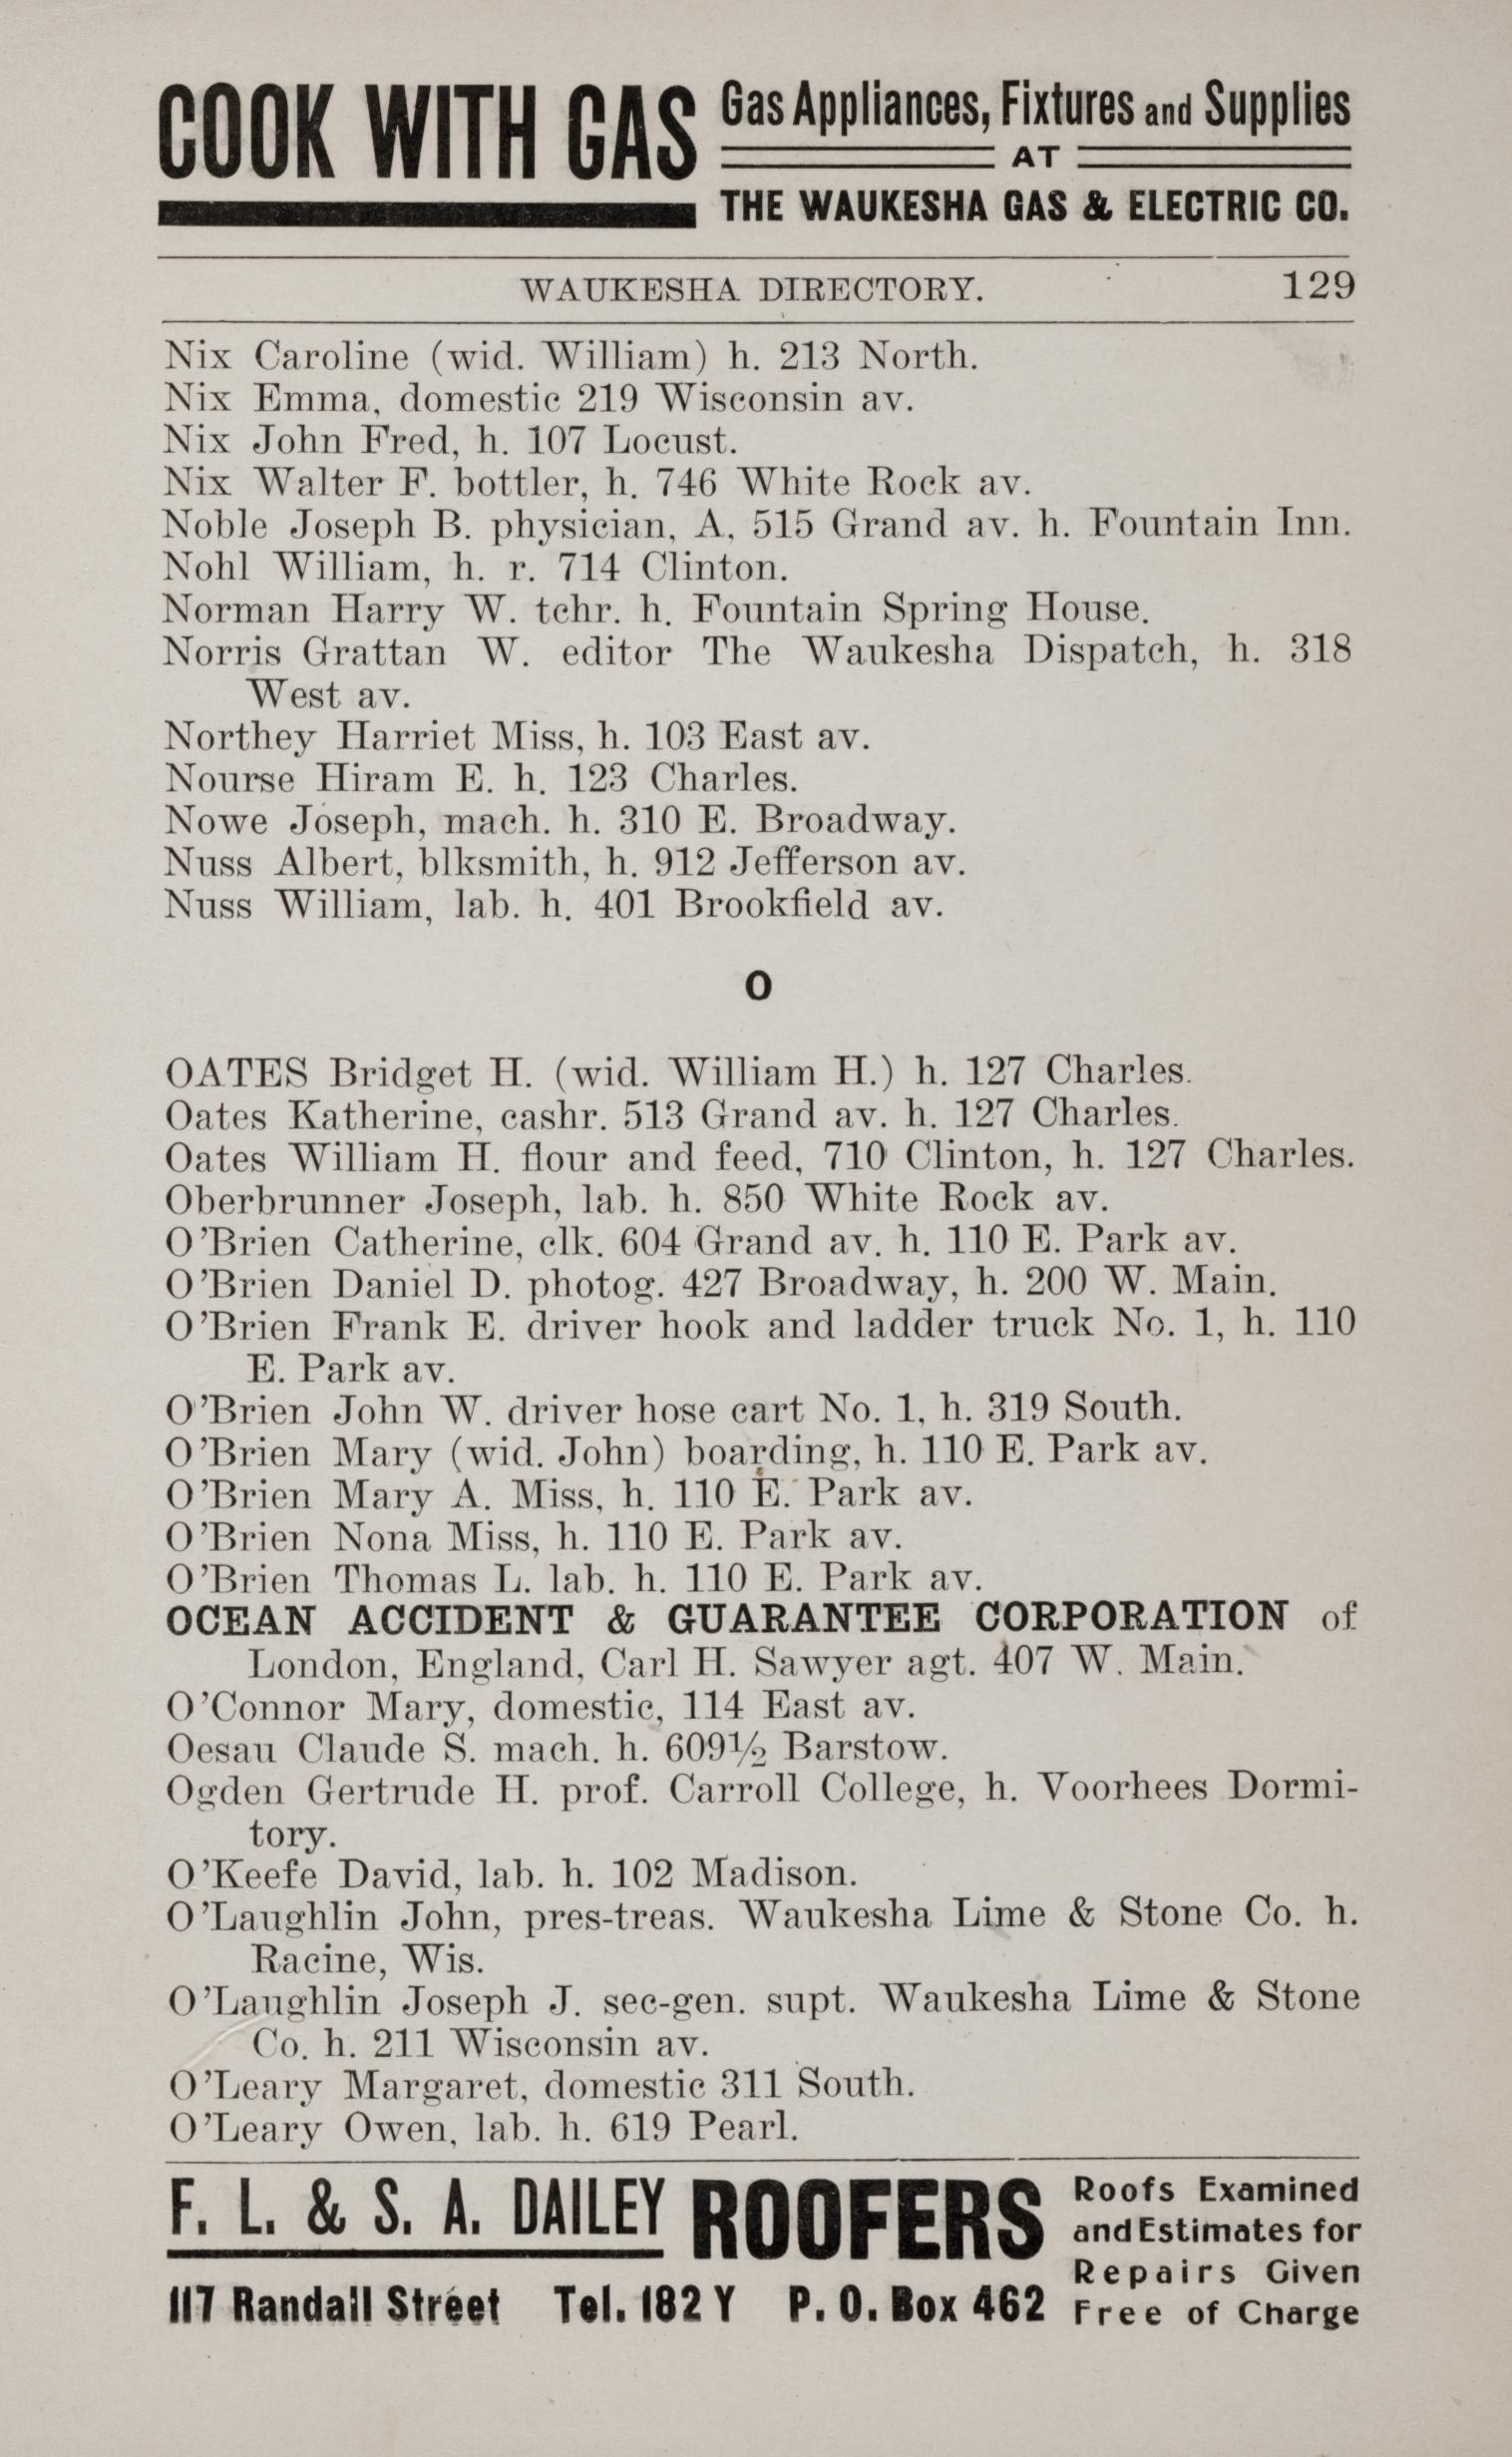 COOK WITH GAS
Gas Appliances, Fixtures and Supplies
AT
THE WAUKESHA GAS & ELECTRIC CO.
WAUKESHA DIRECTORY. 129
Nix Caroline (wid. William) h. 213 North.
Nix Emma, domestic 219 Wisconsin av.
Nix John Fred, h. 107 Locust.
Nix Walter F. bottler, h. 746 White Rock av.
Noble Joseph B. physician, A, 515 Grand av. h. Fountain Inn.
Nohl William, h. r. 714 Clinton.
Norman Harry W. tchr. h. Fountain Spring House.
Norris Grattan W. editor The Waukesha Dispatch, h. 318
West av.
Northey Harriet Miss, h. 103 East av.
Nourse Hiram E. h. 123 Charles.
Nowe Joseph, mach. h. 310 E. Broadway.
Nuss Albert, blksmith, h. 912 Jefferson av.
Nuss William, lab. h. 401 Brookfield av.
O
OATES Bridget H. (wid. William H.) h. 127 Charles.
Oates Katherine, cashr. 513 Grand av. h. 127 Charles.
Oates William H. flour and feed, 710 Clinton, h. 127 Charles.
Oberbrunner Joseph, lab. h. 850 White Rock av.
O'Brien Catherine, clk. 604 Grand av. h. 110 E. Park av.
O'Brien Daniel D. photog. 427 Broadway, h. 200 W. Main.
O'Brien Frank E. driver hook and ladder truck No. 1, h. 110
E. Park av.
O'Brien John W. driver hose cart No. 1, h. 319 South.
O'Brien Mary (wid. John) boarding, h. 110 E. Park av.
O'Brien Mary A. Miss, h. 110 E. Park av.
O'Brien Nona Miss, h. 110 E. Park av.
O'Brien Thomas L. lab. h. 110 E. Park av.
OCEAN ACCIDENT & GUARANTEE CORPORATION of
London, England, Carl H. Sawyer agt. 407 W. Main.
O'Connor Mary, domestic, 114 East av.
Oesau Claude S. mach. h. 609½ Barstow.
Ogden Gertrude H. prof. Carroll College, h. Voorhees Dormi-
tory.
O'Keefe David, lab. h. 102 Madison.
O'Laughlin John, pres-treas. Waukesha Lime & Stone Co. h.
Racine, Wis.
O'Laughlin Joseph J. sec-gen. supt. Waukesha Lime & Stone
Co. h. 211 Wisconsin av.
O'Leary Margaret, domestic 311 South.
O'Leary Owen, lab. h. 619 Pearl.
F. L. & S. A. DAILEY ROOFERS
117 Randall Street Tel. 182 Y P. O. Box 462
Roofs Examined
and Estimates for
Repairs Given
Free of Charge